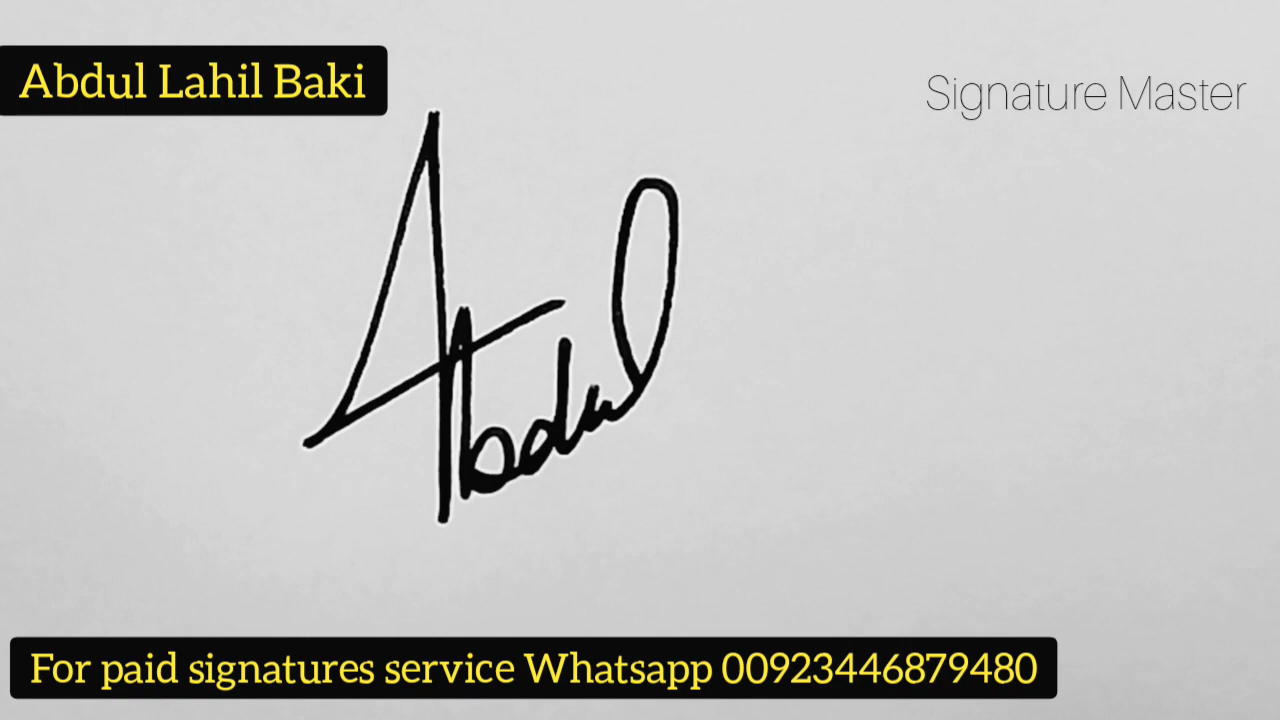 Abdul Lahil Baki
Signature Master
Abdul
For paid signatures service Whatsapp 00923446879480